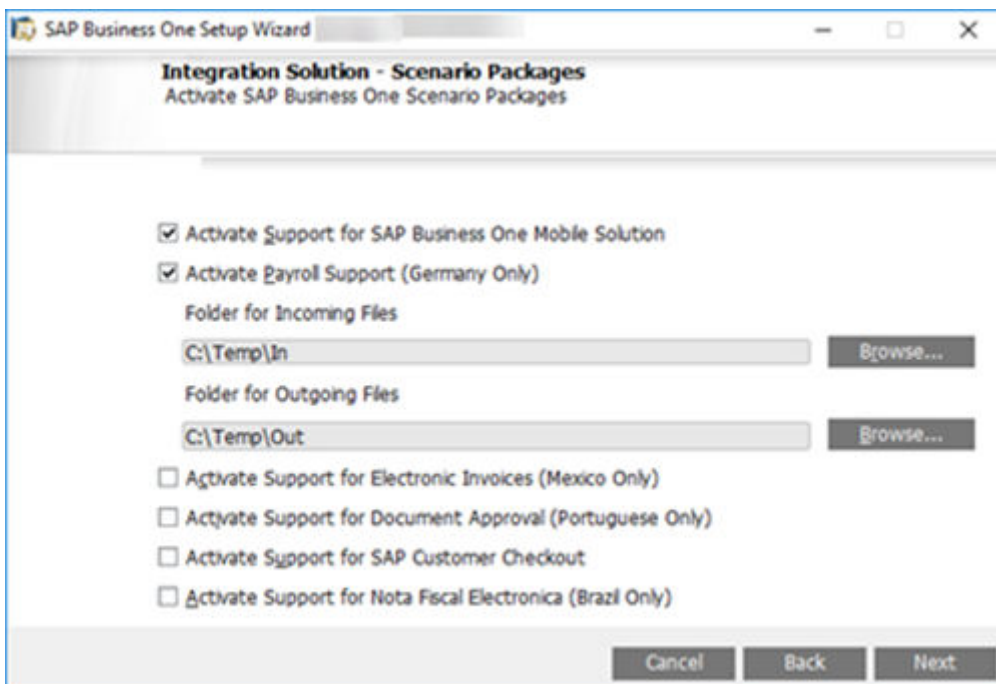 SAP Business One Setup Wizard
Integration Solution - Scenario Packages
Activate SAP Business One Scenario Packages
Activate Support for SAP Business One Mobile Solution
Activate Payroll Support (Germany Only)
Folder for Incoming Files
C:\Temp\In
Browse...
Folder for Outgoing Files
C:\Temp\Out
Browse...
Activate Support for Electronic Invoices (Mexico Only)
Activate Support for Document Approval (Portuguese Only)
Activate Support for SAP Customer Checkout
Activate Support for Nota Fiscal Electronica (Brazil Only)
Cancel Back Next